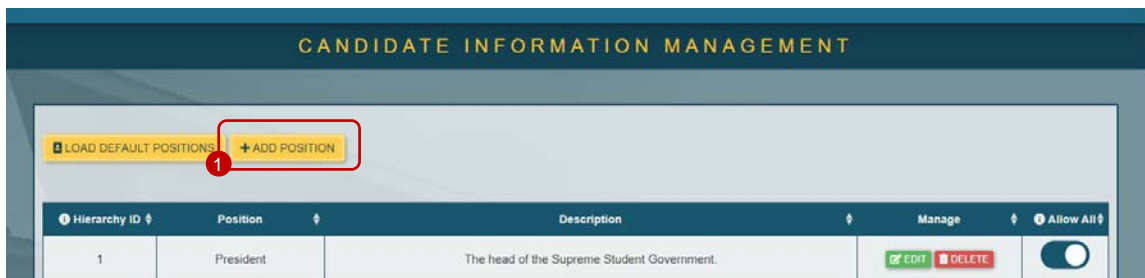 CANDIDATE INFORMATION MANAGEMENT
LOAD DEFAULT POSITIONS + ADD POSITION
1
Hierarchy ID Position Description Manage Allow All
1 President The head of the Supreme Student Government. EDIT DELETE